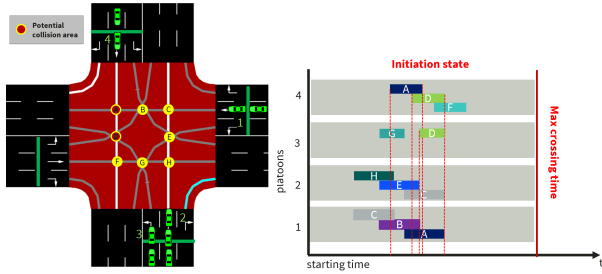 Potential
collision area
4
1
B
C
E
F
G
H
3
2
Initiation state
Max crossing time
platoons
4
A
D
F
3
G
D
2
H
E
1
C
B
A
starting time
t